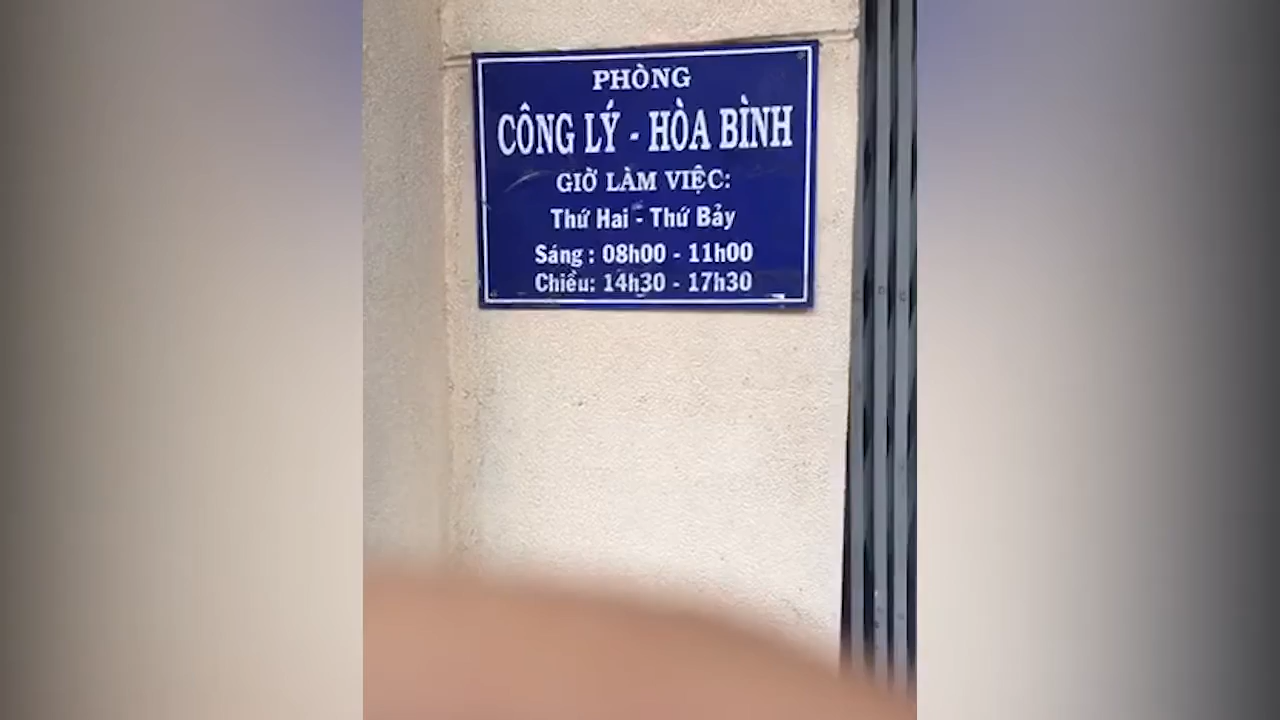 PHÒNG
CÔNG LÝ - HÒA BÌNH
GIỜ LÀM VIỆC:
Thứ Hai - Thứ Bảy
Sáng : 08h00 - 11h00
Chiều: 14h30 - 17h30